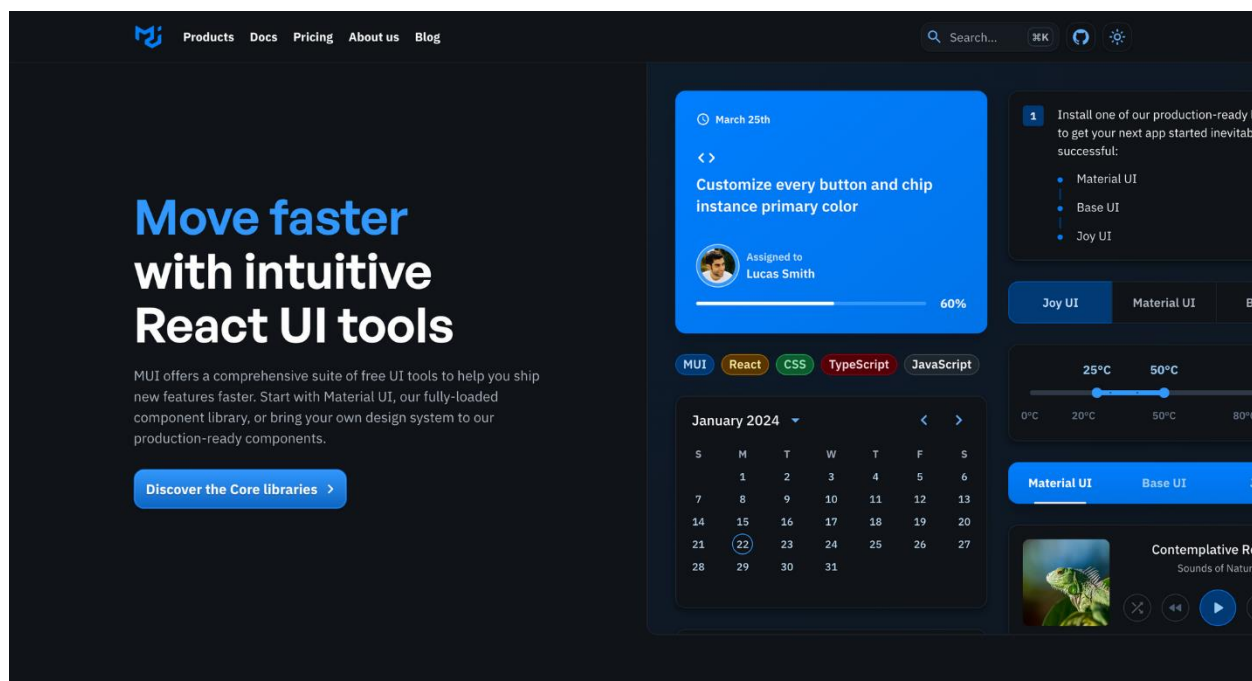 Products Docs Pricing About us Blog
Search... ⌘K
Move faster
with intuitive
React UI tools
MUI offers a comprehensive suite of free UI tools to help you ship
new features faster. Start with Material UI, our fully-loaded
component library, or bring your own design system to our
production-ready components.
Discover the Core libraries
March 25th
Customize every button and chip
instance primary color
Assigned to
Lucas Smith
60%
MUI React CSS TypeScript JavaScript
January 2024
S M T W T F S
1 2 3 4 5 6
7 8 9 10 11 12 13
14 15 16 17 18 19 20
21 22 23 24 25 26 27
28 29 30 31
1 Install one of our production-ready
to get your next app started
successful:
Material UI
Base UI
Joy UI
Joy UI Material UI
25°C 50°C
0°C 20°C 50°C
Material UI Base UI
Contemplative
Sounds of